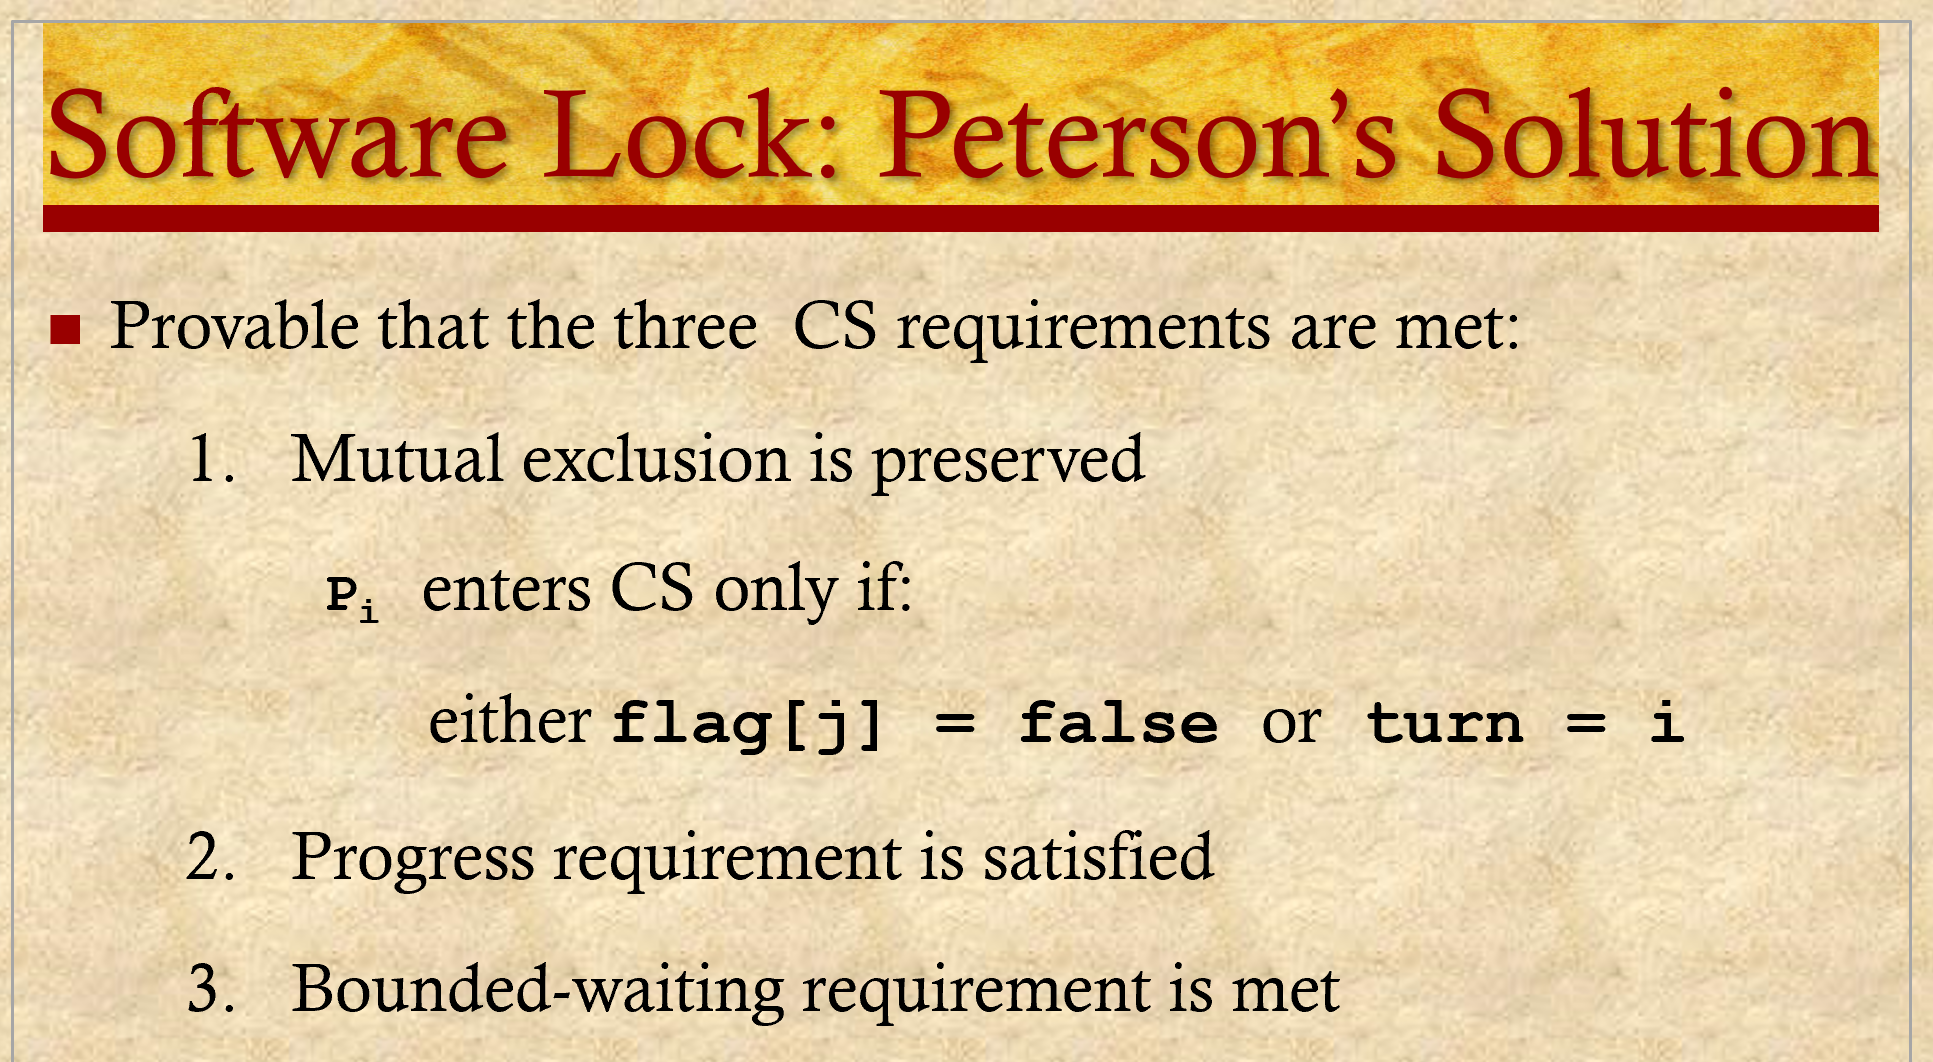 Software Lock: Peterson’s Solution
Provable that the three CS requirements are met:
1. Mutual exclusion is preserved
Pi enters CS only if:
either flag[j] = false or turn = i
2. Progress requirement is satisfied
3. Bounded-waiting requirement is met